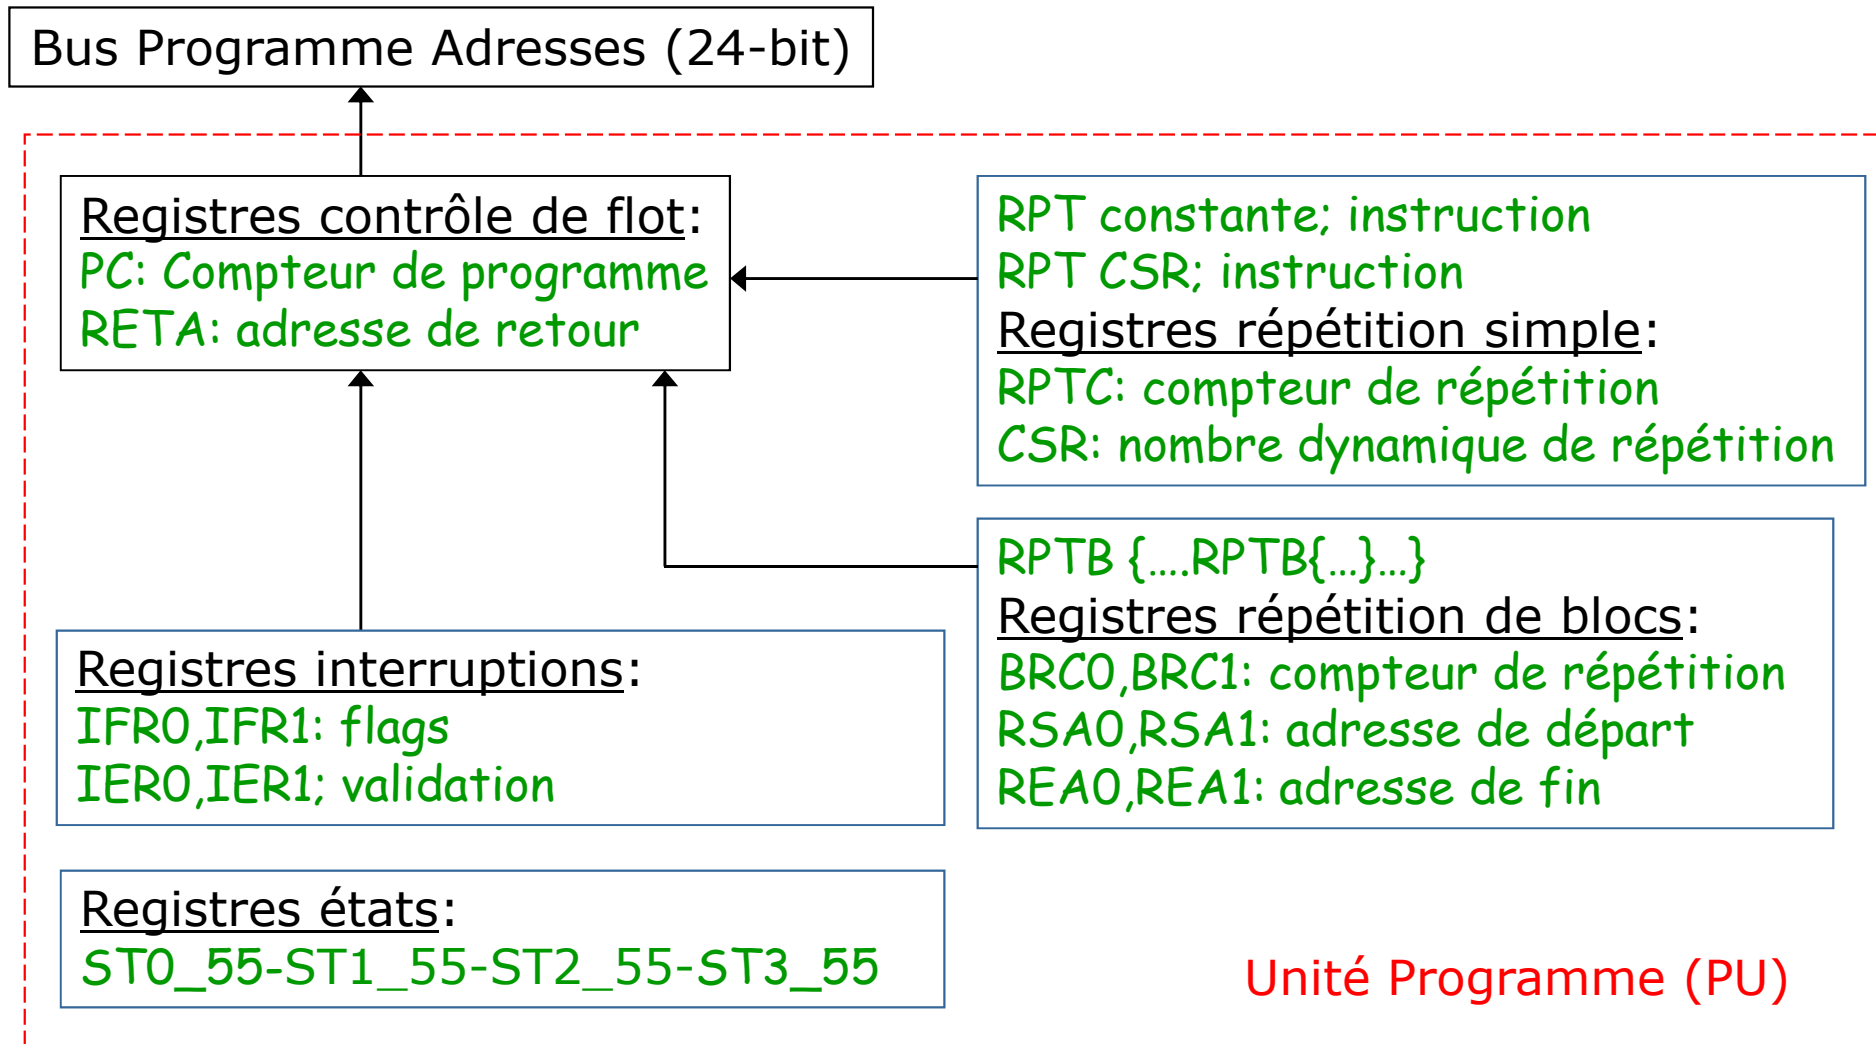 Bus Programme Adresses (24-bit)
Registres contrôle de flot:
PC: Compteur de programme
RETA: adresse de retour
RPT constante; instruction
RPT CSR; instruction
Registres répétition simple:
RPTC: compteur de répétition
CSR: nombre dynamique de répétition
RPTB {....RPTB{...}...}
Registres répétition de blocs:
BRC0,BRC1: compteur de répétition
RSA0,RSA1: adresse de départ
REA0,REA1: adresse de fin
Registres interruptions:
IFR0,IFR1: flags
IER0,IER1; validation
Registres états:
ST0_55-ST1_55-ST2_55-ST3_55
Unité Programme (PU)